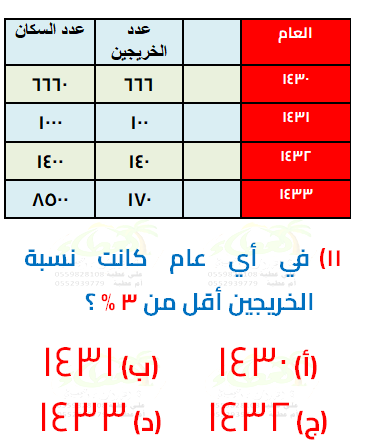 العام عدد الخريجين عدد السكان
١٤٣٠ ٦٦٦ ٦٦٦٠
١٤٣١ ١٠٠ ١٠٠٠
١٤٣٢ ١٤٠ ١٤٠٠
١٤٣٣ ١٧٠ ٨٥٠٠
١١) في أي عام كانت نسبة
الخريجين أقل من ٣ % ؟
(أ) ١٤٣٠ (ب) ١٤٣١
(ج) ١٤٣٢ (د) ١٤٣٣